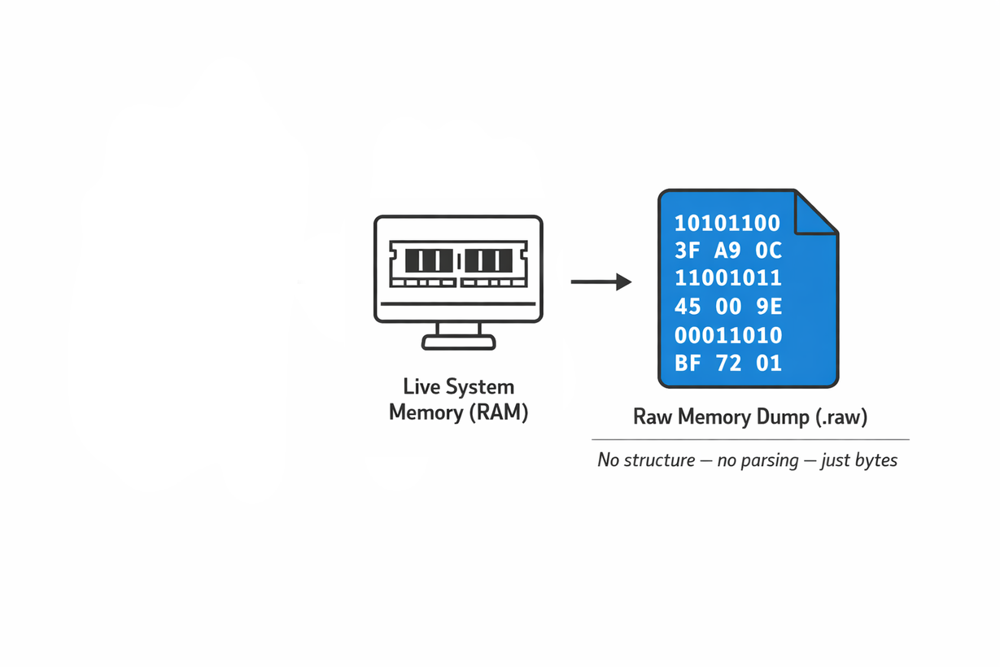 Live System
Memory (RAM)
10101100
3F A9 0C
11001011
45 00 9E
00011010
BF 72 01
Raw Memory Dump (.raw)
No structure – no parsing – just bytes